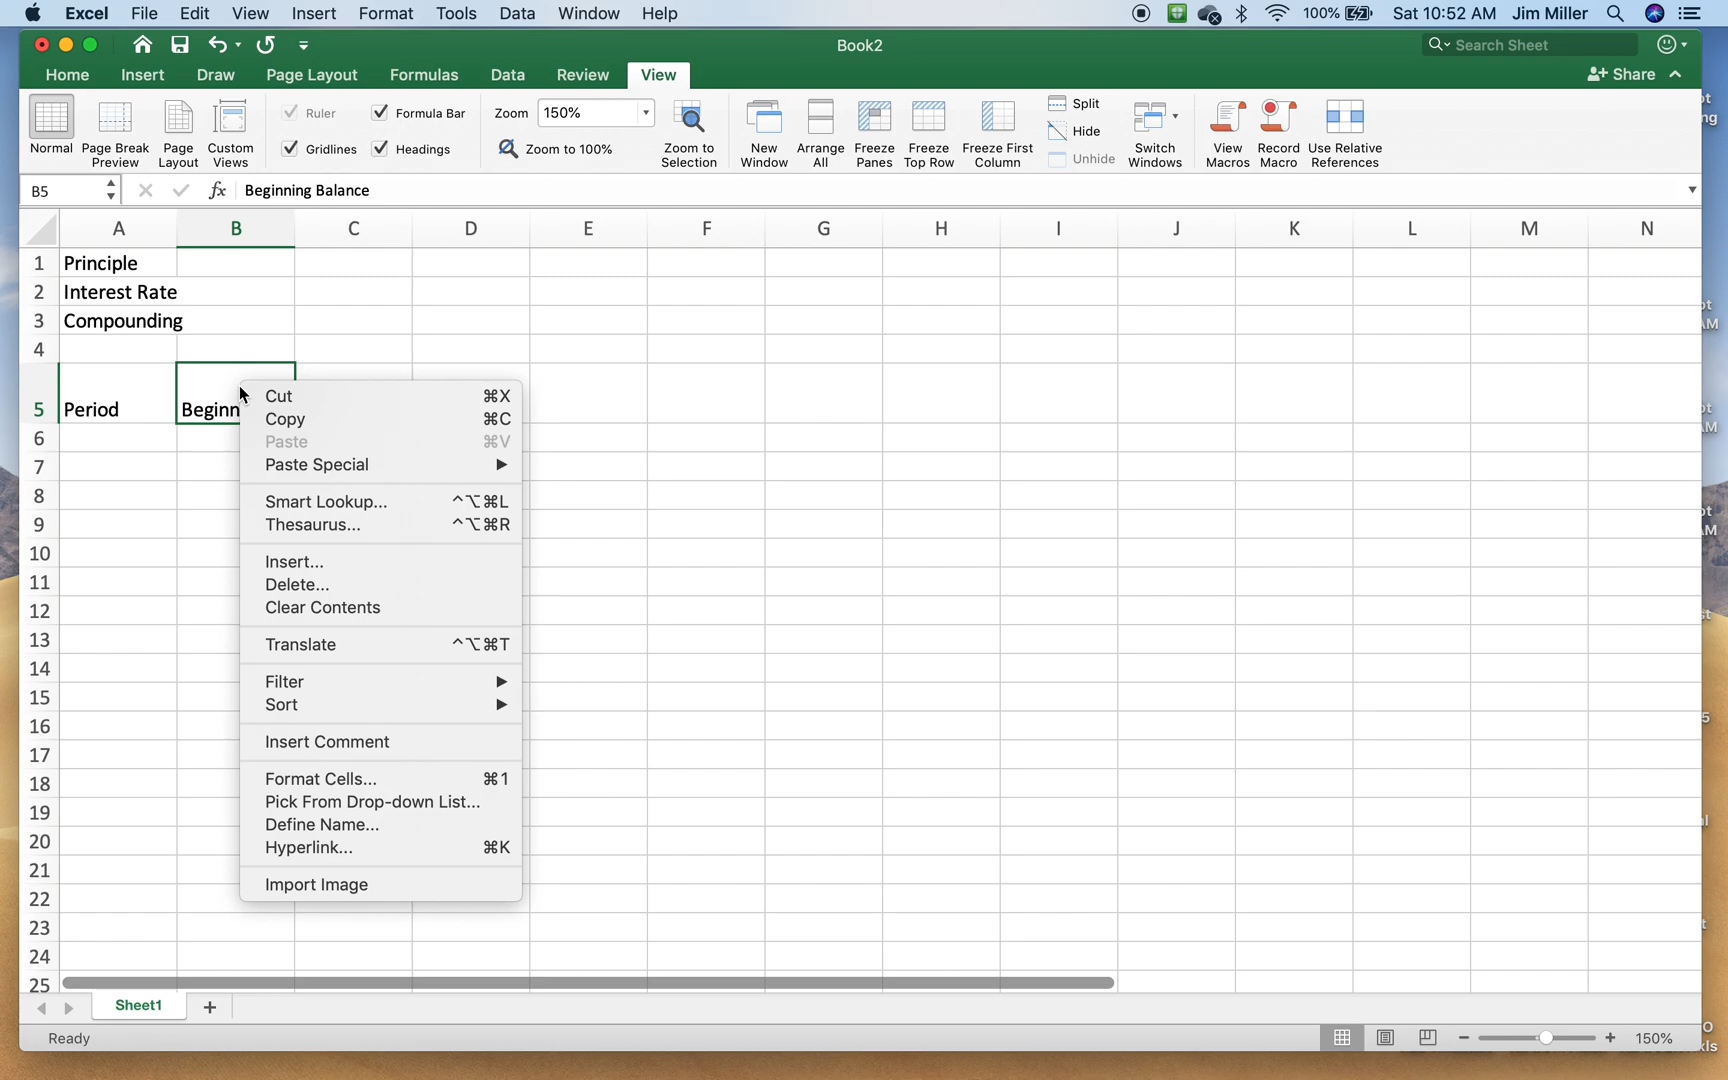 Excel File Edit View Insert Format Tools Data Window Help 100% Sat 10:52 AM Jim Miller
Book2
Search Sheet
Home Insert Draw Page Layout Formulas Data Review View Share
Normal
Page Break
Preview
Page
Layout
Custom
Views
Ruler
Formula Bar
Gridlines
Headings
Zoom 150%
Zoom to 100%
Zoom to
Selection
New
Window
Arrange
All
Freeze
Panes
Freeze
Top Row
Freeze First
Column
Split
Hide
Unhide
Switch
Windows
View
Macros
Record
Macro
Use Relative
References
B5 fx Beginning Balance
A B C D E F G H I J K L M N
1 Principle
2 Interest Rate
3 Compounding
4
5 Period Beginn
6
7
8
9
10
11
12
13
14
15
16
17
18
19
20
21
22
23
24
25
Cut ⌘X
Copy ⌘C
Paste ⌘V
Paste Special
Smart Lookup... ^⌥⌘L
Thesaurus... ^⌥⌘R
Insert...
Delete...
Clear Contents
Translate ^⌥⌘T
Filter
Sort
Insert Comment
Format Cells... ⌘1
Pick From Drop-down List...
Define Name...
Hyperlink... ⌘K
Import Image
Sheet1
Ready
150%